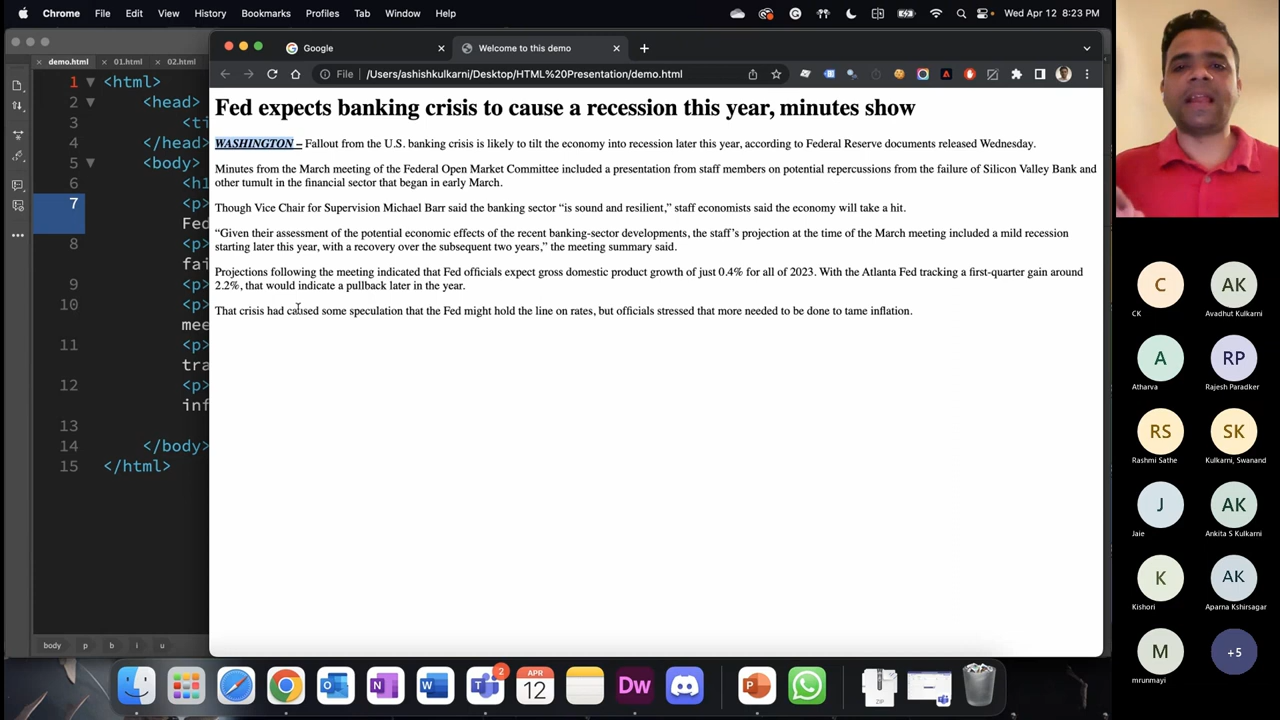 Chrome File Edit View History Bookmarks Profiles Tab Window Help Wed Apr 12 8:23 PM
demo.html 01.html 02.html
Google Welcome to this demo
File /Users/ashishkulkarni/Desktop/HTML%20Presentation/demo.html
1 <html>
2 <head>
3 <ti
4 </head>
5 <body>
6 <h1
7 <p>
Fed
8 <p>
fai
9 <p>
10 <p>
mee
11 <p>
tra
12 <p>
inf
13
14 </body>
15 </html>
body p b i u
Fed expects banking crisis to cause a recession this year, minutes show
WASHINGTON – Fallout from the U.S. banking crisis is likely to tilt the economy into recession later this year, according to Federal Reserve documents released Wednesday.
Minutes from the March meeting of the Federal Open Market Committee included a presentation from staff members on potential repercussions from the failure of Silicon Valley Bank and
other tumult in the financial sector that began in early March.
Though Vice Chair for Supervision Michael Barr said the banking sector “is sound and resilient,” staff economists said the economy will take a hit.
“Given their assessment of the potential economic effects of the recent banking-sector developments, the staff’s projection at the time of the March meeting included a mild recession
starting later this year, with a recovery over the subsequent two years,” the meeting summary said.
Projections following the meeting indicated that Fed officials expect gross domestic product growth of just 0.4% for all of 2023. With the Atlanta Fed tracking a first-quarter gain around
2.2%, that would indicate a pullback later in the year.
That crisis had caused some speculation that the Fed might hold the line on rates, but officials stressed that more needed to be done to tame inflation.
C AK
CK Avadhut Kulkarni
A RP
Atharva Rajesh Paradker
RS SK
Rashmi Sathe Kulkarni, Swanand
J AK
Jaie Ankita S Kulkarni
K AK
Kishori Aparna Kshirsagar
M +5
mrunmayi
2
APR
12
Dw
ZIP